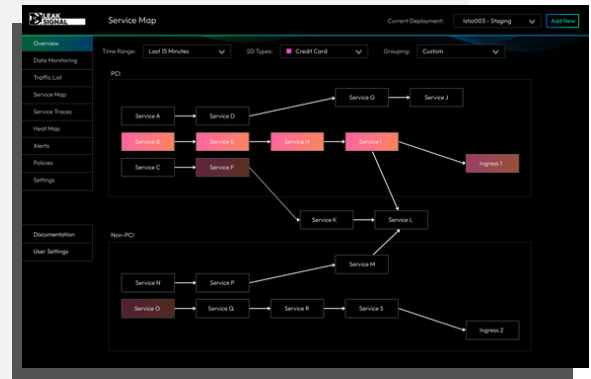 LEAK
SIGNAL
Service Map
Current Deployment:
Istio003 - Staging
Add New
Overview
Data Monitoring
Traffic List
Service Map
Service Traces
Heat Map
Alerts
Policies
Settings
Documentation
User Settings
Time Range:
Last 15 Minutes
SD Types:
Credit Card
Grouping:
Custom
PCI
Service G
Service J
Service A
Service D
Service B
Service E
Service H
Service I
Ingress 1
Service C
Service F
Service K
Service L
Non-PCI
Service M
Service N
Service P
Service O
Service Q
Service R
Service S
Ingress 2